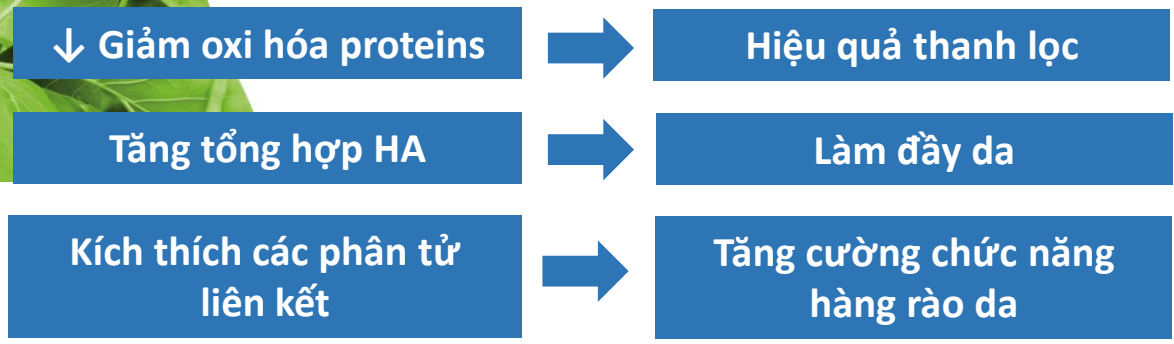 ↓ Giảm oxi hóa proteins
Hiệu quả thanh lọc
Tăng tổng hợp HA
Làm đầy da
Kích thích các phân tử
liên kết
Tăng cường chức năng
hàng rào da